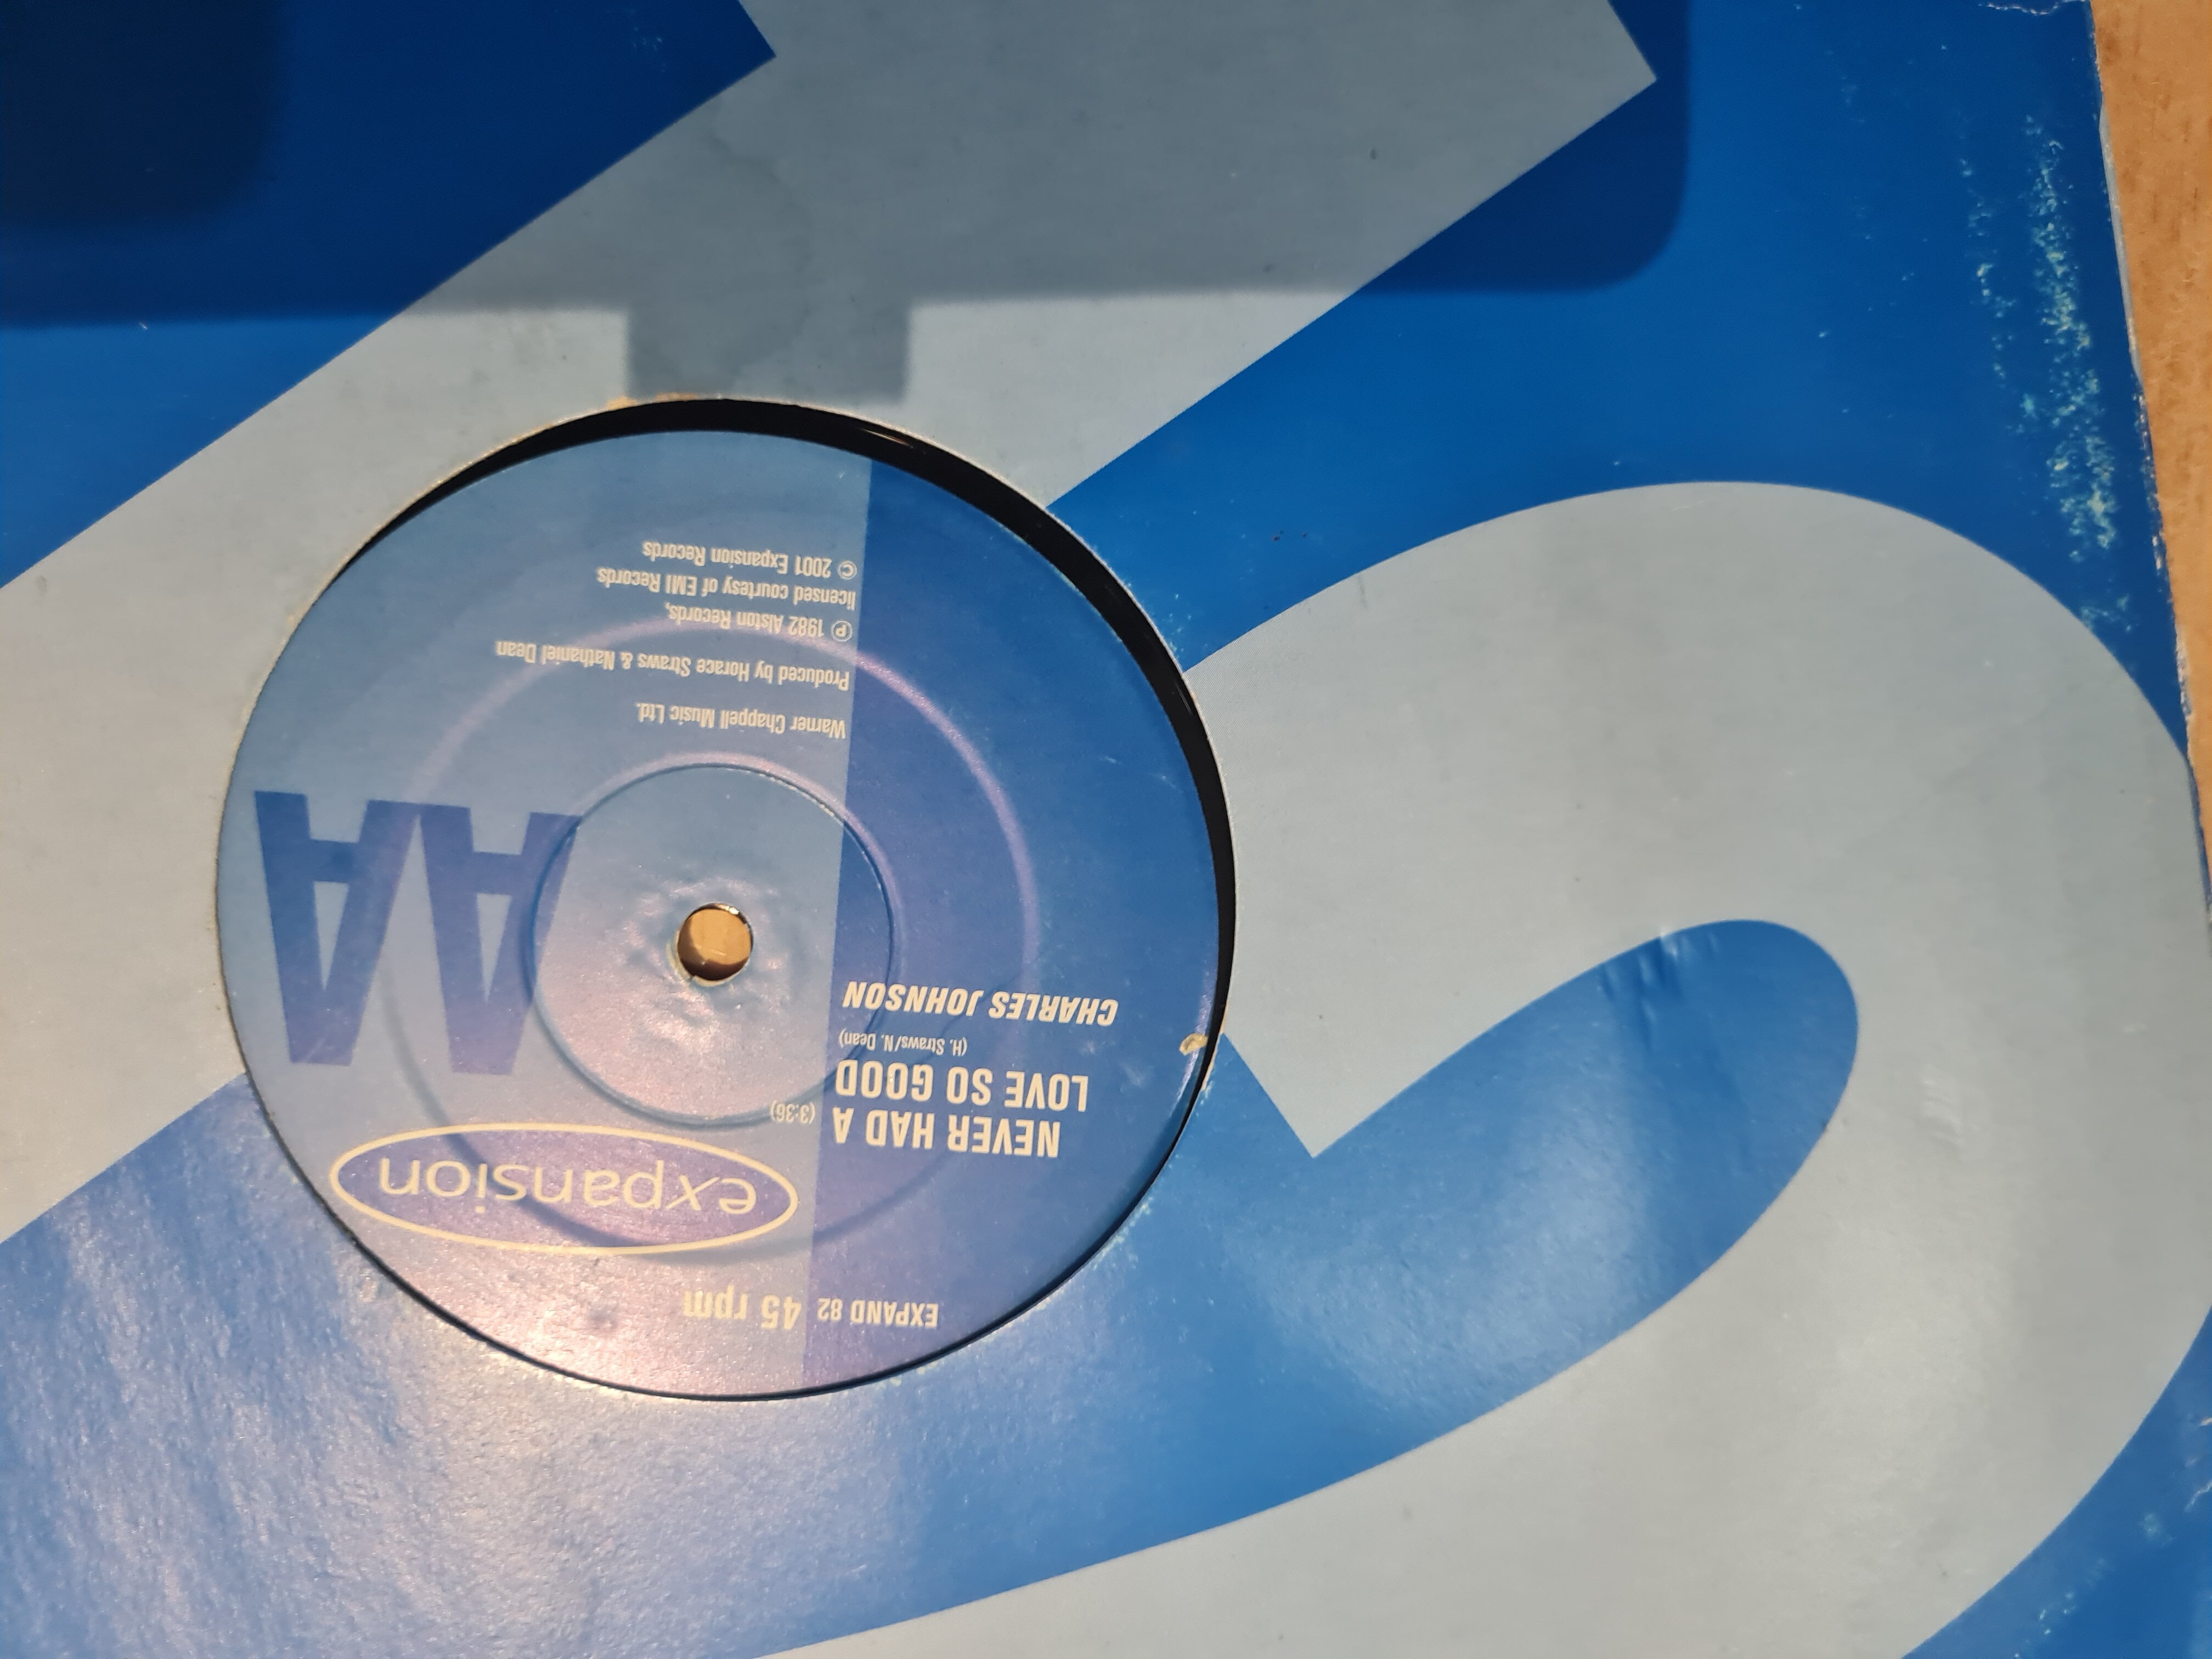 EXPAND 82 45 rpm
expansion
NEVER HAD A (3:36)
LOVE SO GOOD
(H. Straws/N. Dean)
CHARLES JOHNSON
AA
Warner Chappell Music Ltd.
Produced by Horace Straws & Nathaniel Dean
℗ 1982 Alston Records,
licensed courtesy of EMI Records
© 2001 Expansion Records